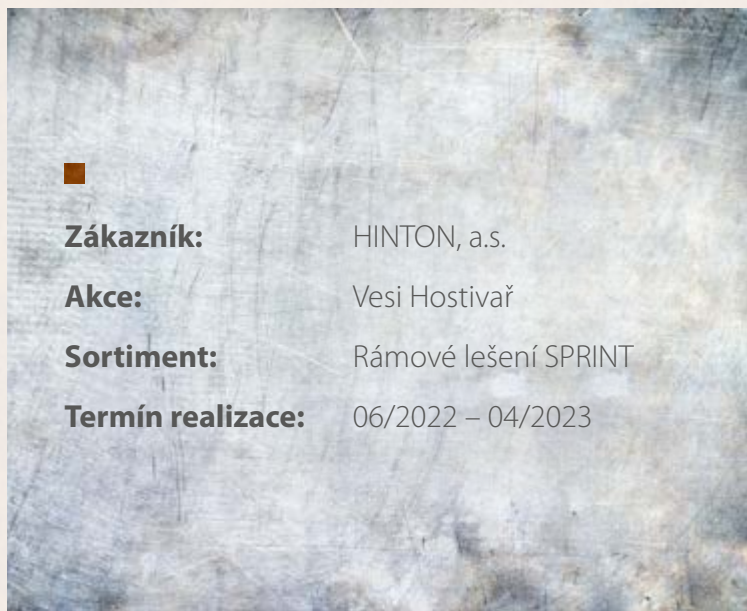 Zákazník: HINTON, a.s.
Akce: Vesi Hostivař
Sortiment: Rámové lešení SPRINT
Termín realizace: 06/2022 – 04/2023